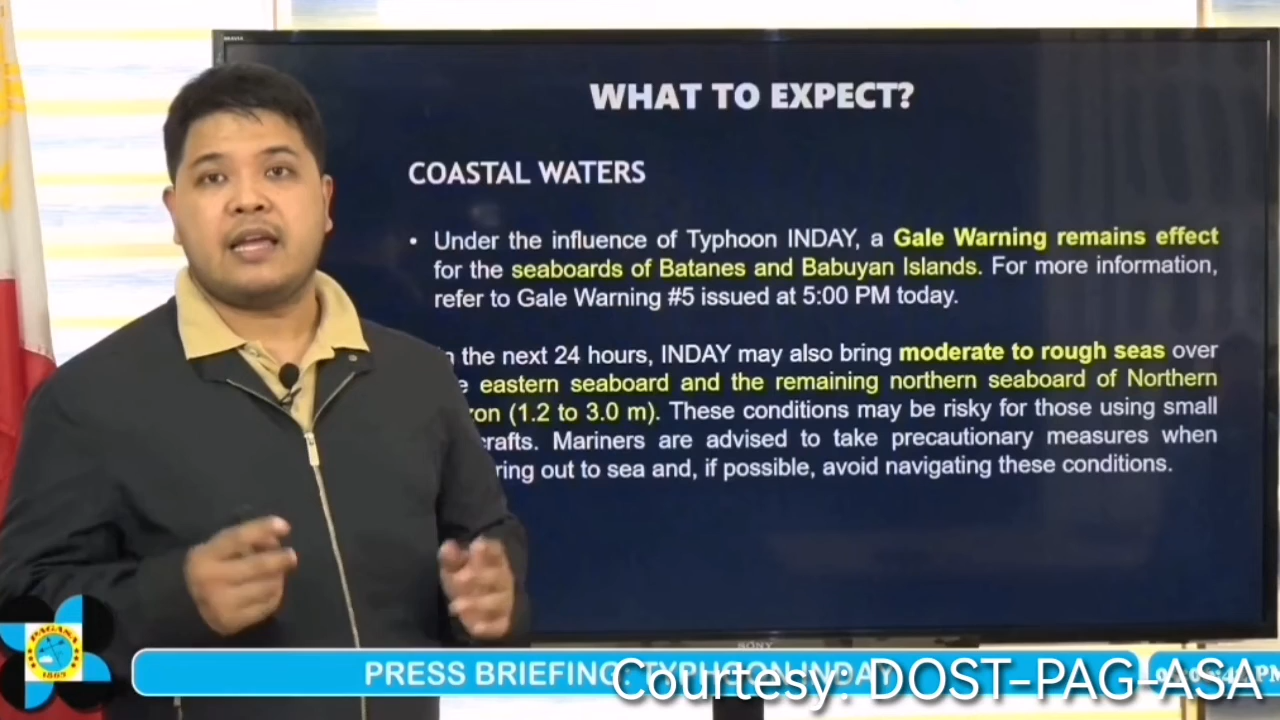 WHAT TO EXPECT?
COASTAL WATERS
• Under the influence of Typhoon INDAY, a Gale Warning remains effect
for the seaboards of Batanes and Babuyan Islands. For more information,
refer to Gale Warning #5 issued at 5:00 PM today.
the next 24 hours, INDAY may also bring moderate to rough seas over
eastern seaboard and the remaining northern seaboard of Northern
(1.2 to 3.0 m). These conditions may be risky for those using small
crafts. Mariners are advised to take precautionary measures when
out to sea and, if possible, avoid navigating these conditions.
SONY
PAGASA
1865
PRESS BRIEFING: TYPHOON INDAY
Courtesy: DOST-PAG-ASA